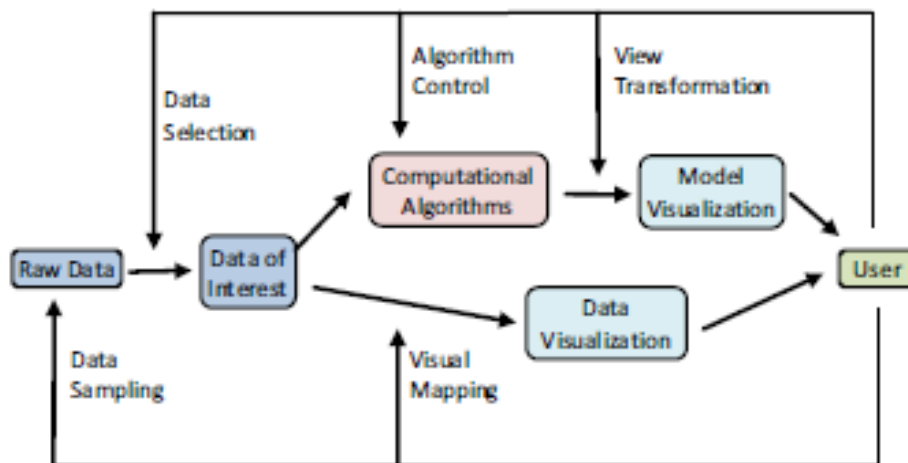 Algorithm
Control
View
Transformation
Data
Selection
Computational
Algorithms
Model
Visualization
Raw Data
Data of
Interest
User
Data
Visualization
Data
Sampling
Visual
Mapping